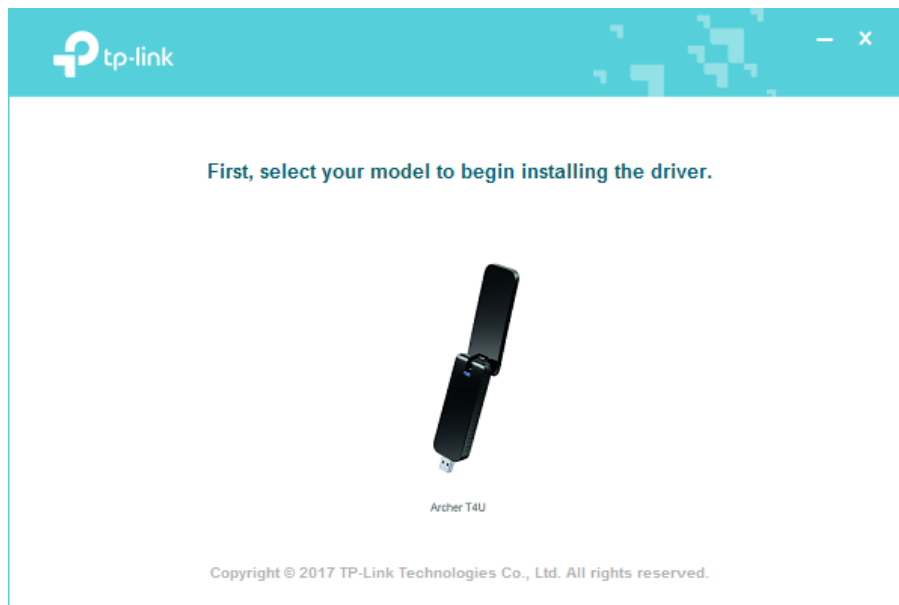 tp-link
First, select your model to begin installing the driver.
Archer T4U
Copyright © 2017 TP-Link Technologies Co., Ltd. All rights reserved.